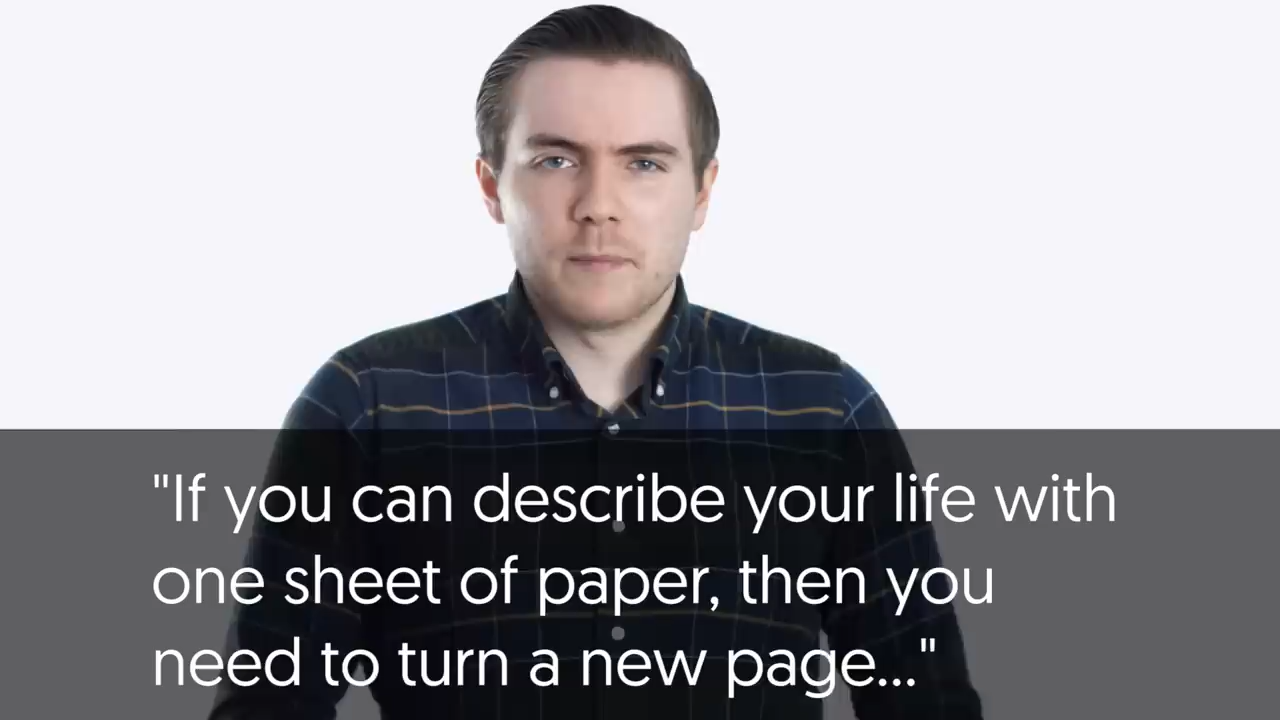 "If you can describe your life with
one sheet of paper, then you
need to turn a new page..."